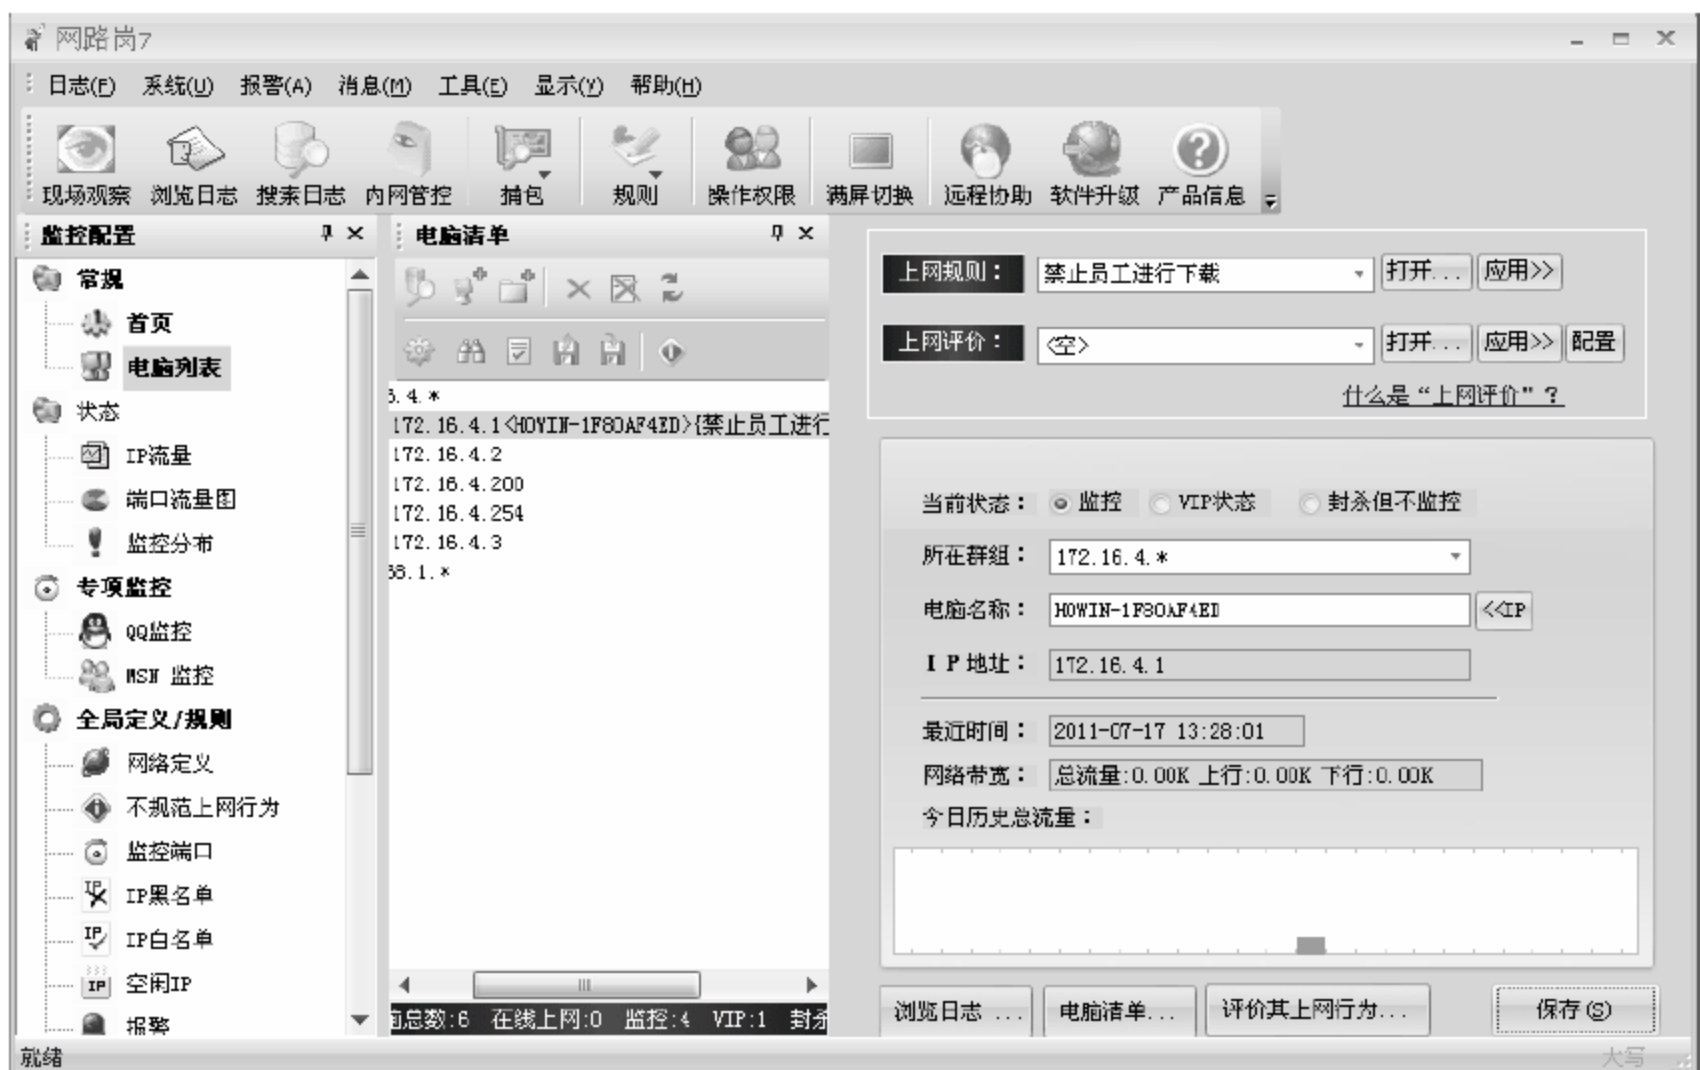 网路岗7
日志(F) 系统(U) 报警(A) 消息(M) 工具(E) 显示(Y) 帮助(H)
现场观察 浏览日志 搜索日志 内网管控 捕包 规则 操作权限 满屏切换 远程协助 软件升级 产品信息
监控配置
常规
首页
电脑列表
状态
IP流量
端口流量图
监控分布
专项监控
QQ监控
MSN 监控
全局定义/规则
网络定义
不规范上网行为
监控端口
IP黑名单
IP白名单
空闲IP
报警
电脑清单
.4.*
172.16.4.1<HOWIN-1F80AF4ED>{禁止员工进行
172.16.4.2
172.16.4.200
172.16.4.254
172.16.4.3
68.1.*
总数:6 在线上网:0 监控:4 VIP:1 封杀
上网规则： 禁止员工进行下载 打开... 应用>>
上网评价： <空> 打开... 应用>> 配置
什么是“上网评价”？
当前状态： 监控 VIP状态 封杀但不监控
所在群组： 172.16.4.*
电脑名称： HOWIN-1F80AF4ED <<IP
I P 地址： 172.16.4.1
最近时间： 2011-07-17 13:28:01
网络带宽： 总流量:0.00K 上行:0.00K 下行:0.00K
今日历史总流量：
浏览日志 ... 电脑清单... 评价其上网行为... 保存(S)
就绪 大写